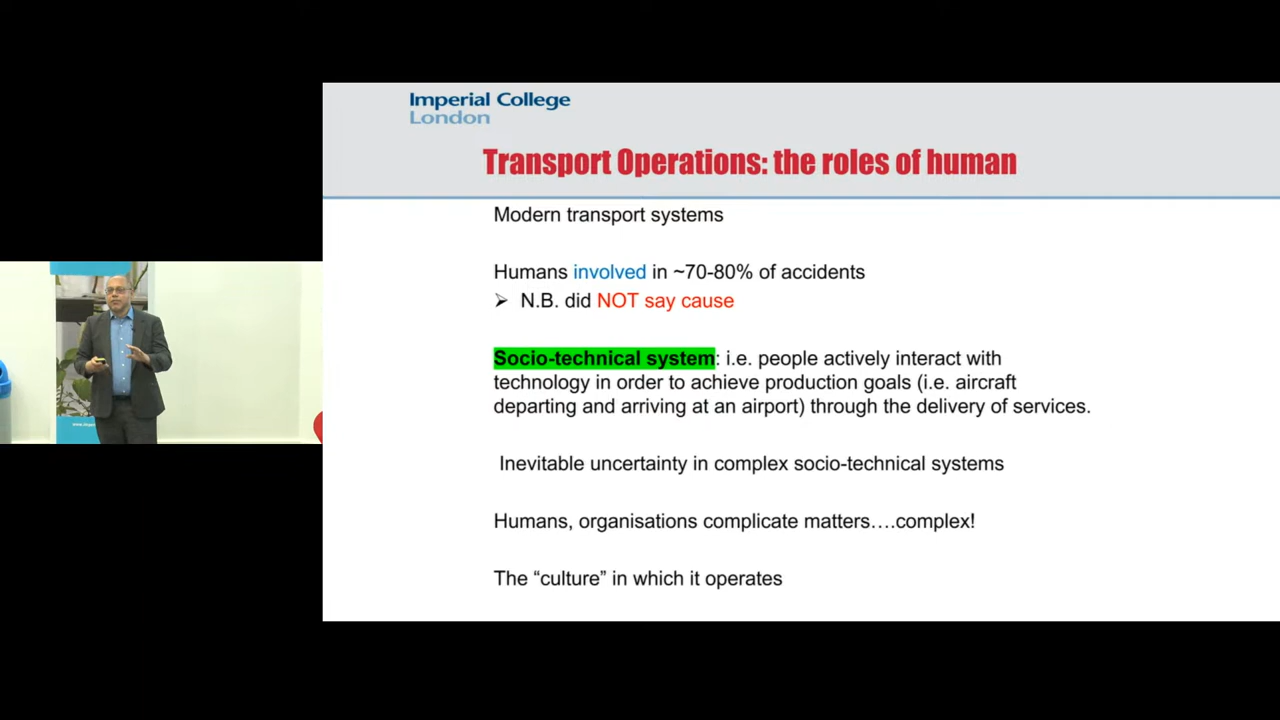 Imperial College
London
Transport Operations: the roles of human
Modern transport systems
Humans involved in ~70-80% of accidents
➢ N.B. did NOT say cause
Socio-technical system: i.e. people actively interact with
technology in order to achieve production goals (i.e. aircraft
departing and arriving at an airport) through the delivery of services.
Inevitable uncertainty in complex socio-technical systems
Humans, organisations complicate matters….complex!
The “culture” in which it operates